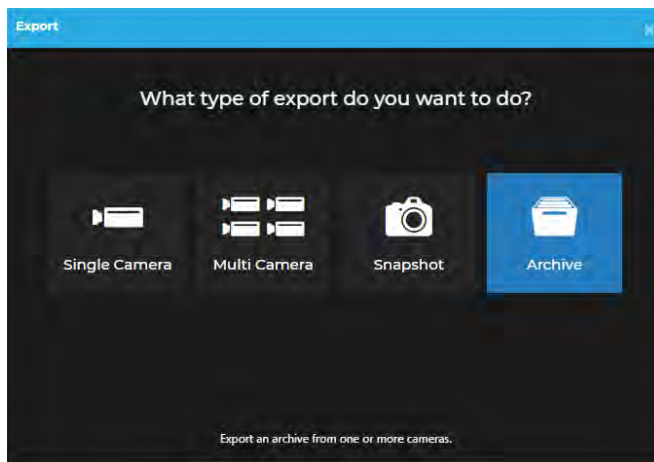 Export
What type of export do you want to do?
Single Camera
Multi Camera
Snapshot
Archive
Export an archive from one or more cameras.